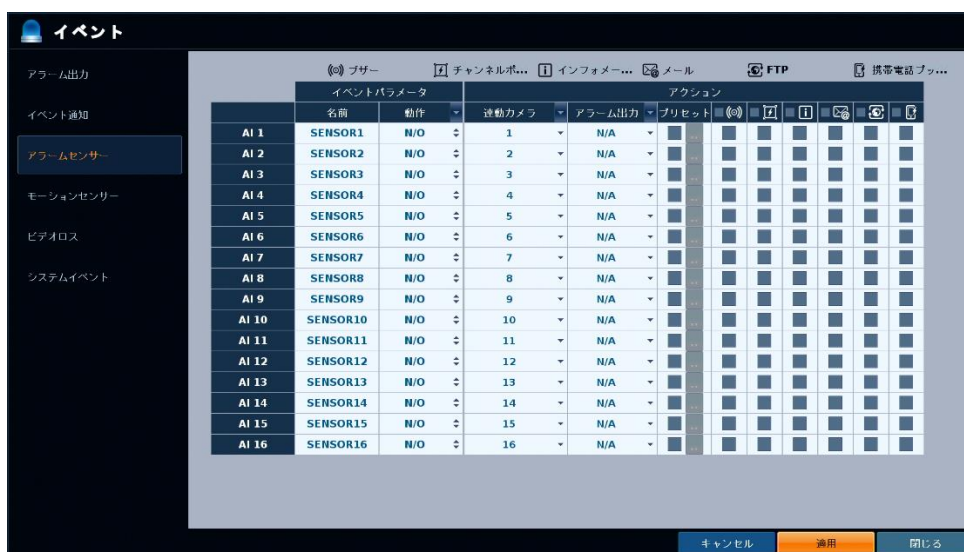 イベント
アラーム出力
イベント通知
アラームセンサー
モーションセンサー
ビデオロス
システムイベント
ブザー チャンネルポ... インフォメー... メール FTP 携帯電話プッ...
イベントパラメータ アクション
名前 動作 連動カメラ アラーム出力 プリセット
AI 1 SENSOR1 N/O 1 N/A
AI 2 SENSOR2 N/O 2 N/A
AI 3 SENSOR3 N/O 3 N/A
AI 4 SENSOR4 N/O 4 N/A
AI 5 SENSOR5 N/O 5 N/A
AI 6 SENSOR6 N/O 6 N/A
AI 7 SENSOR7 N/O 7 N/A
AI 8 SENSOR8 N/O 8 N/A
AI 9 SENSOR9 N/O 9 N/A
AI 10 SENSOR10 N/O 10 N/A
AI 11 SENSOR11 N/O 11 N/A
AI 12 SENSOR12 N/O 12 N/A
AI 13 SENSOR13 N/O 13 N/A
AI 14 SENSOR14 N/O 14 N/A
AI 15 SENSOR15 N/O 15 N/A
AI 16 SENSOR16 N/O 16 N/A
キャンセル 適用 閉じる